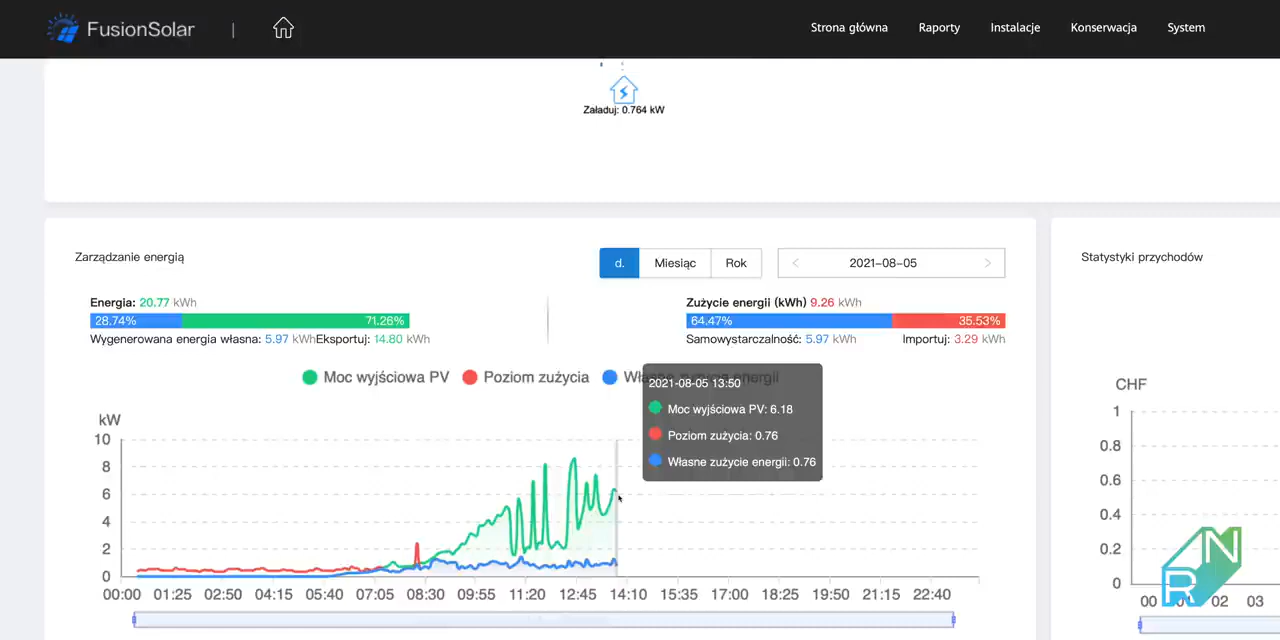 FusionSolar
Strona główna Raporty Instalacje Konserwacja System
Załaduj: 0.764 kW
Zarządzanie energią
d. Miesiąc Rok
2021-08-05
Energia: 20.77 kWh
28.74% 71.26%
Wygenerowana energia własna: 5.97 kWhEksportuj: 14.80 kWh
Zużycie energii (kWh) 9.26 kWh
64.47% 35.53%
Samowystarczalność: 5.97 kWh Importuj: 3.29 kWh
Moc wyjściowa PV Poziom zużycia Własne zużycie energii
2021-08-05 13:50
Moc wyjściowa PV: 6.18
Poziom zużycia: 0.76
Własne zużycie energii: 0.76
kW
10
8
6
4
2
0
00:00 01:25 02:50 04:15 05:40 07:05 08:30 09:55 11:20 12:45 14:10 15:35 17:00 18:25 19:50 21:15 22:40
Statystyki przychodów
CHF
1
0.8
0.6
0.4
0.2
0
00 01 02 03
RN